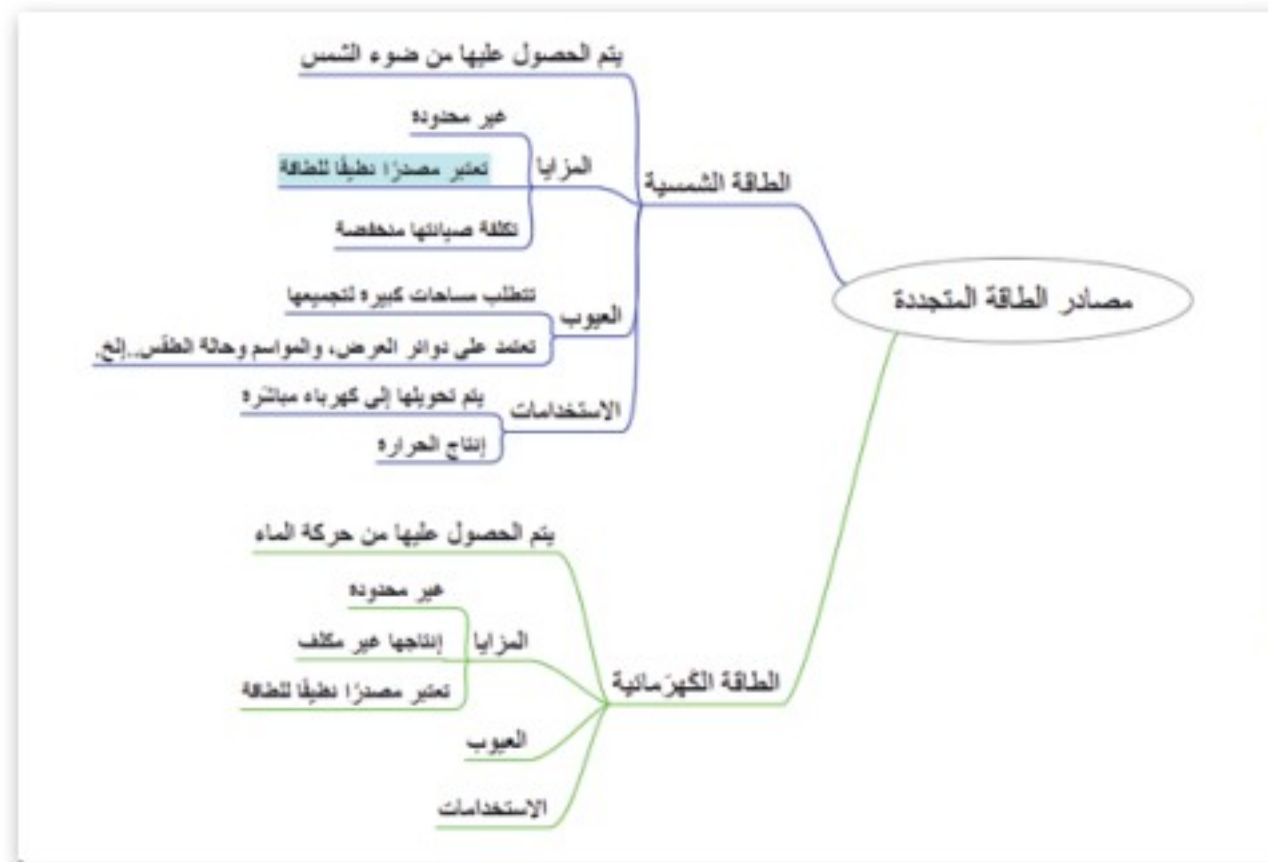 مصادر الطاقة المتجددة
الطاقة الشمسية
يتم الحصول عليها من ضوء الشمس
المزايا
غير محدودة
تعتبر مصدرًا نظيفًا للطاقة
تكلفة صيانتها منخفضة
العيوب
تتطلب مساحات كبيرة لتجميعها
تعتمد على دوائر العرض، والمواسم وحالة الطقس..إلخ.
الاستخدامات
يتم تحويلها إلى كهرباء مباشرة
إنتاج الحرارة
الطاقة الكَهرَمائية
يتم الحصول عليها من حركة الماء
المزايا
غير محدودة
إنتاجها غير مكلف
تعتبر مصدرًا نظيفًا للطاقة
العيوب
الاستخدامات